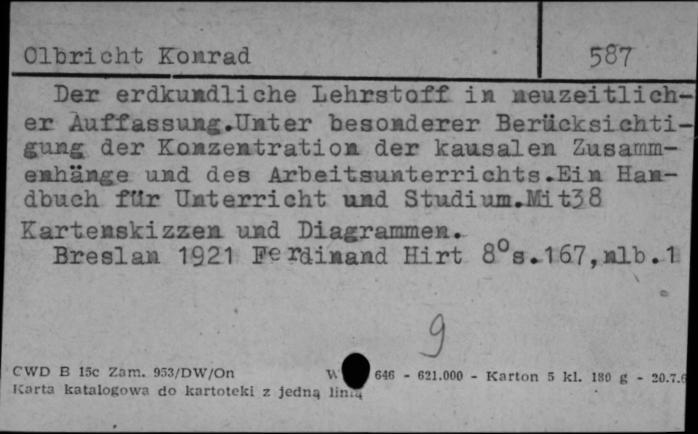 Olbricht Konrad 587
Der erdkundliche Lehrstoff in neuzeitlich-
er Auffassung.Unter besonderer Berücksichti-
gung der Konzentration der kausalen Zusamm-
enhänge und des Arbeitsunterrichts.Ein Han-
dbuch für Unterricht und Studium.Mit38
Kartenskizzen und Diagrammen.
Breslan 1921 Ferdinand Hirt 8°s.167,nlb.1
9
CWD B 15c Zam. 953/DW/On W 646 - 621.000 - Karton 5 kl. 180 g - 20.7.6
Karta katalogowa do kartoteki z jedną linią